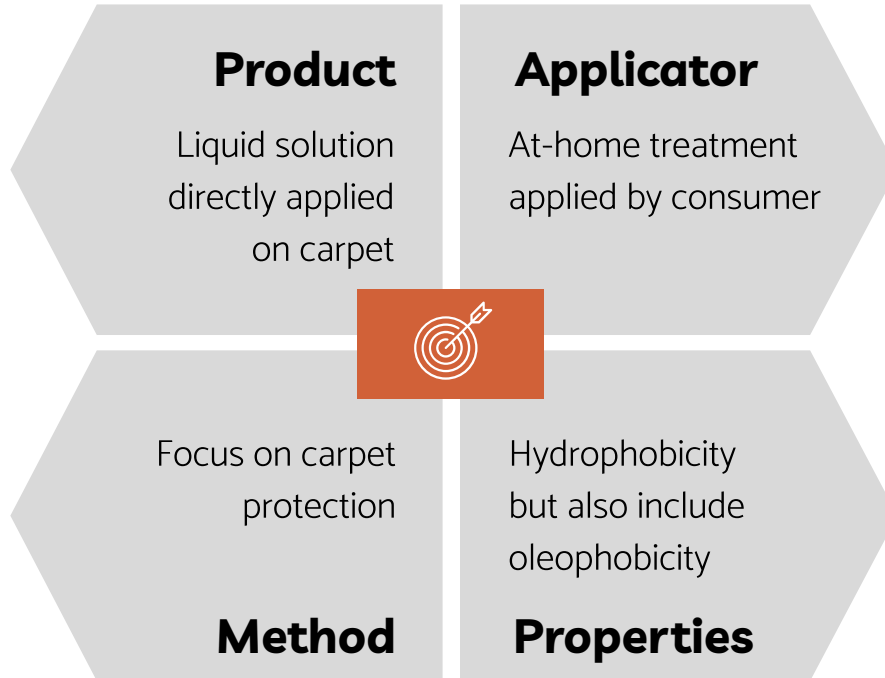 Product
Liquid solution
directly applied
on carpet
Applicator
At-home treatment
applied by consumer
Focus on carpet
protection
Method
Hydrophobicity
but also include
oleophobicity
Properties